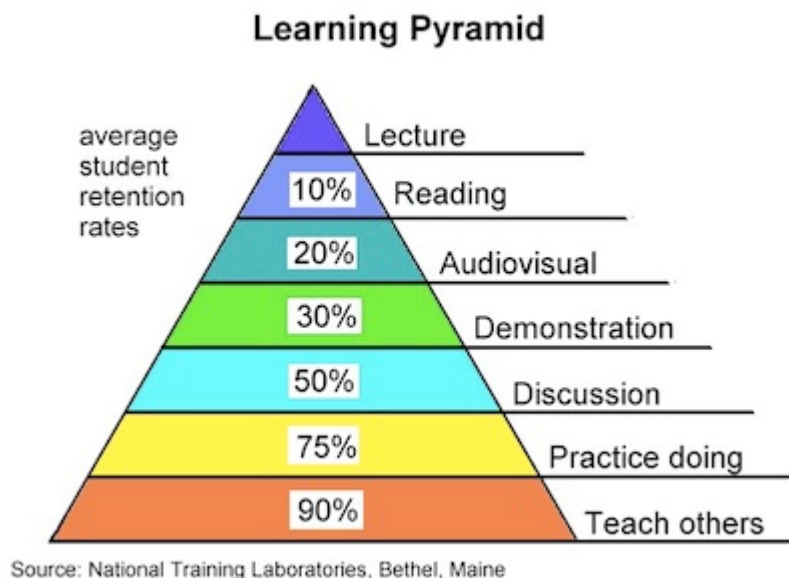 Learning Pyramid
average
student
retention
rates
Lecture
10% Reading
20% Audiovisual
30% Demonstration
50% Discussion
75% Practice doing
90% Teach others
Source: National Training Laboratories, Bethel, Maine